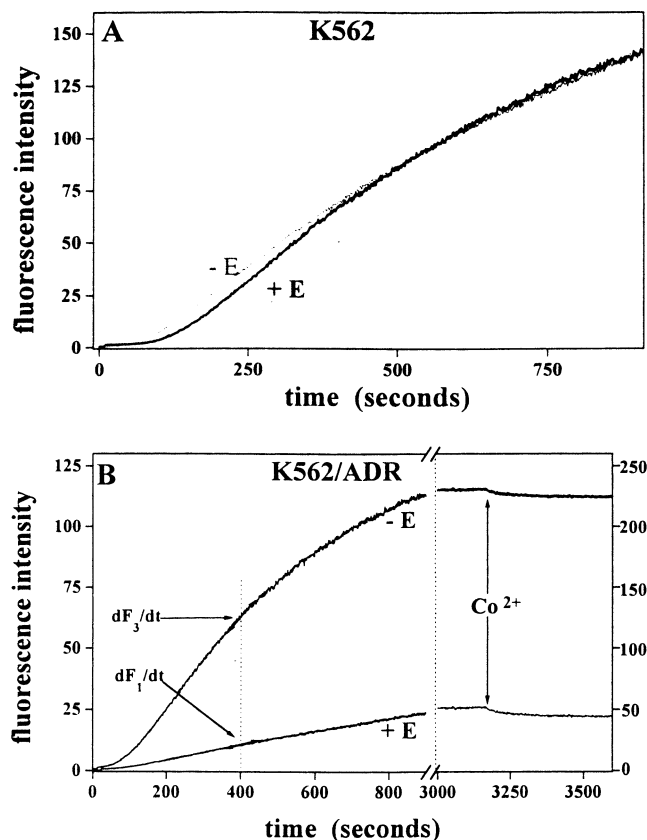 A
K562
fluorescence intensity
150
125
100
75
50
25
0
- E
+ E
0
250
500
750
time (seconds)
B
K562/ADR
fluorescence intensity
125
100
75
50
25
0
250
200
150
100
50
0
- E
dF3/dt
Co 2+
dF1/dt
+ E
0
200
400
600
800
3000
3250
3500
time (seconds)